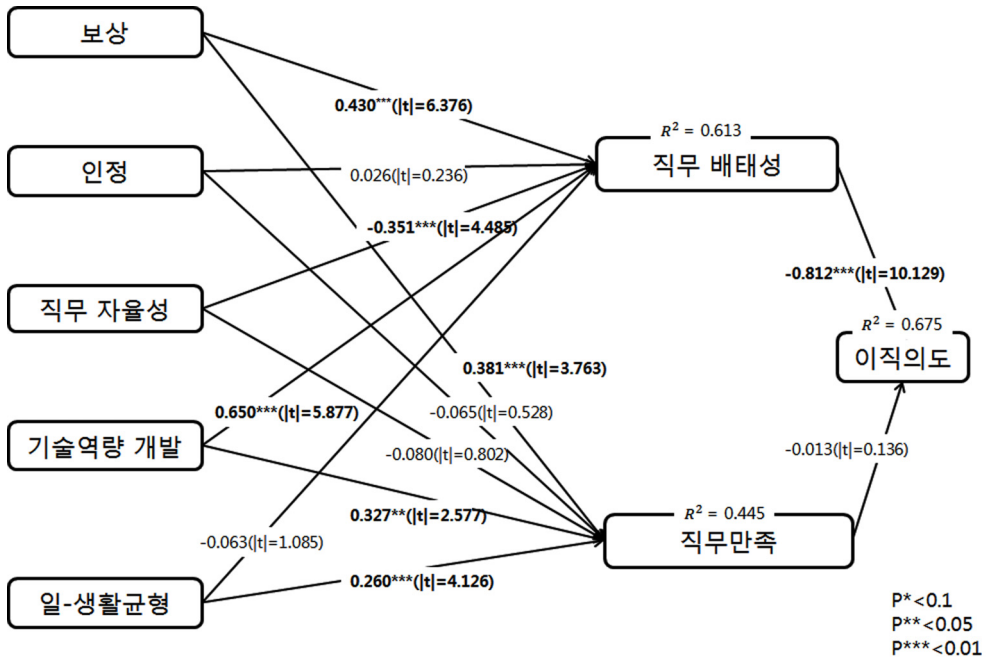 보상
0.430***(|t|=6.376)
R² = 0.613
인정
0.026(|t|=0.236)
직무 배태성
-0.351***(|t|=4.485)
-0.812***(|t|=10.129)
직무 자율성
R² = 0.675
이직의도
0.381***(|t|=3.763)
0.650***(|t|=5.877)
-0.065(|t|=0.528)
기술역량 개발
-0.080(|t|=0.802)
-0.013(|t|=0.136)
0.327**(|t|=2.577)
R² = 0.445
-0.063(|t|=1.085)
직무만족
0.260***(|t|=4.126)
일-생활균형
P*<0.1
P**<0.05
P***<0.01